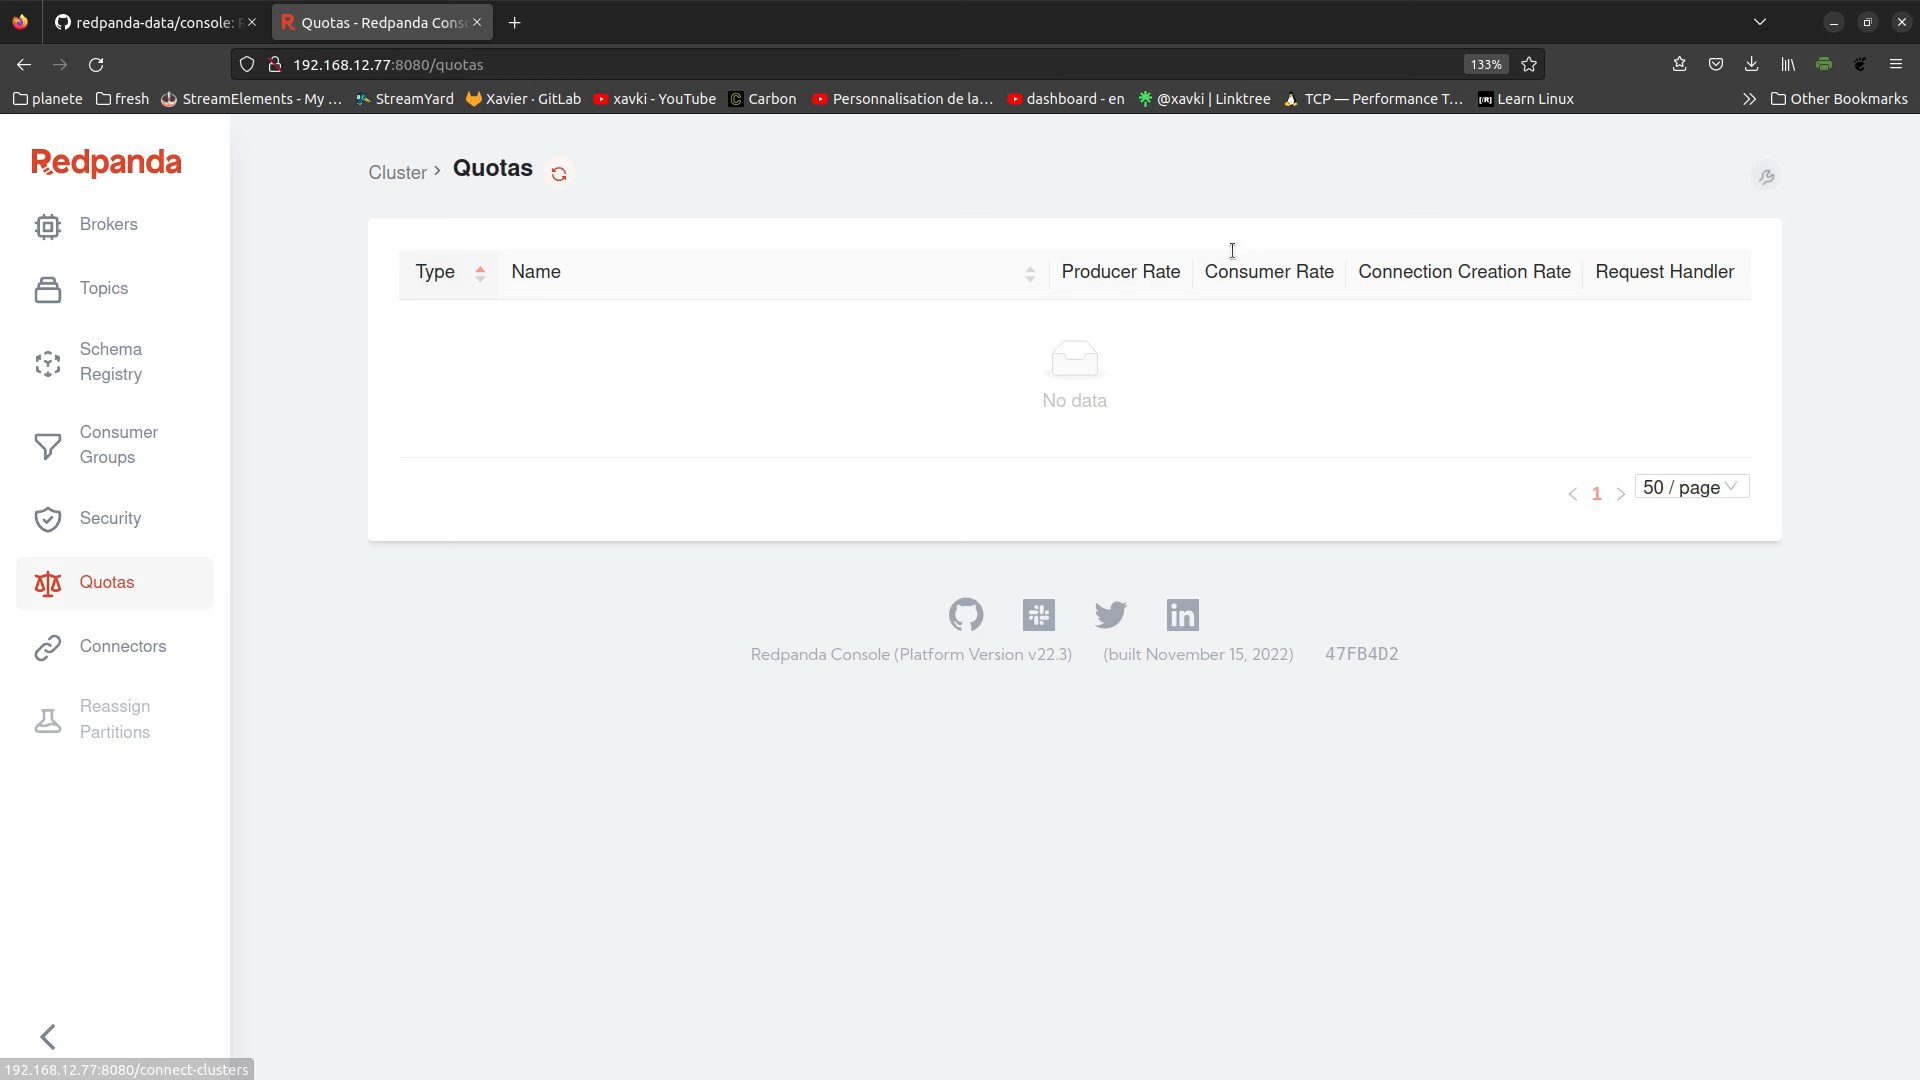 redpanda-data/console:
Quotas - Redpanda Cons
192.168.12.77:8080/quotas
133%
planete
fresh
StreamElements - My ...
StreamYard
Xavier · GitLab
xavki - YouTube
Carbon
Personnalisation de la...
dashboard - en
@xavki | Linktree
TCP — Performance T...
Learn Linux
Other Bookmarks
Redpanda
Cluster > Quotas
Brokers
Topics
Schema
Registry
Consumer
Groups
Security
Quotas
Connectors
Reassign
Partitions
Type Name Producer Rate Consumer Rate Connection Creation Rate Request Handler
No data
< 1 > 50 / page
Redpanda Console (Platform Version v22.3) (built November 15, 2022) 47FB4D2
192.168.12.77:8080/connect-clusters